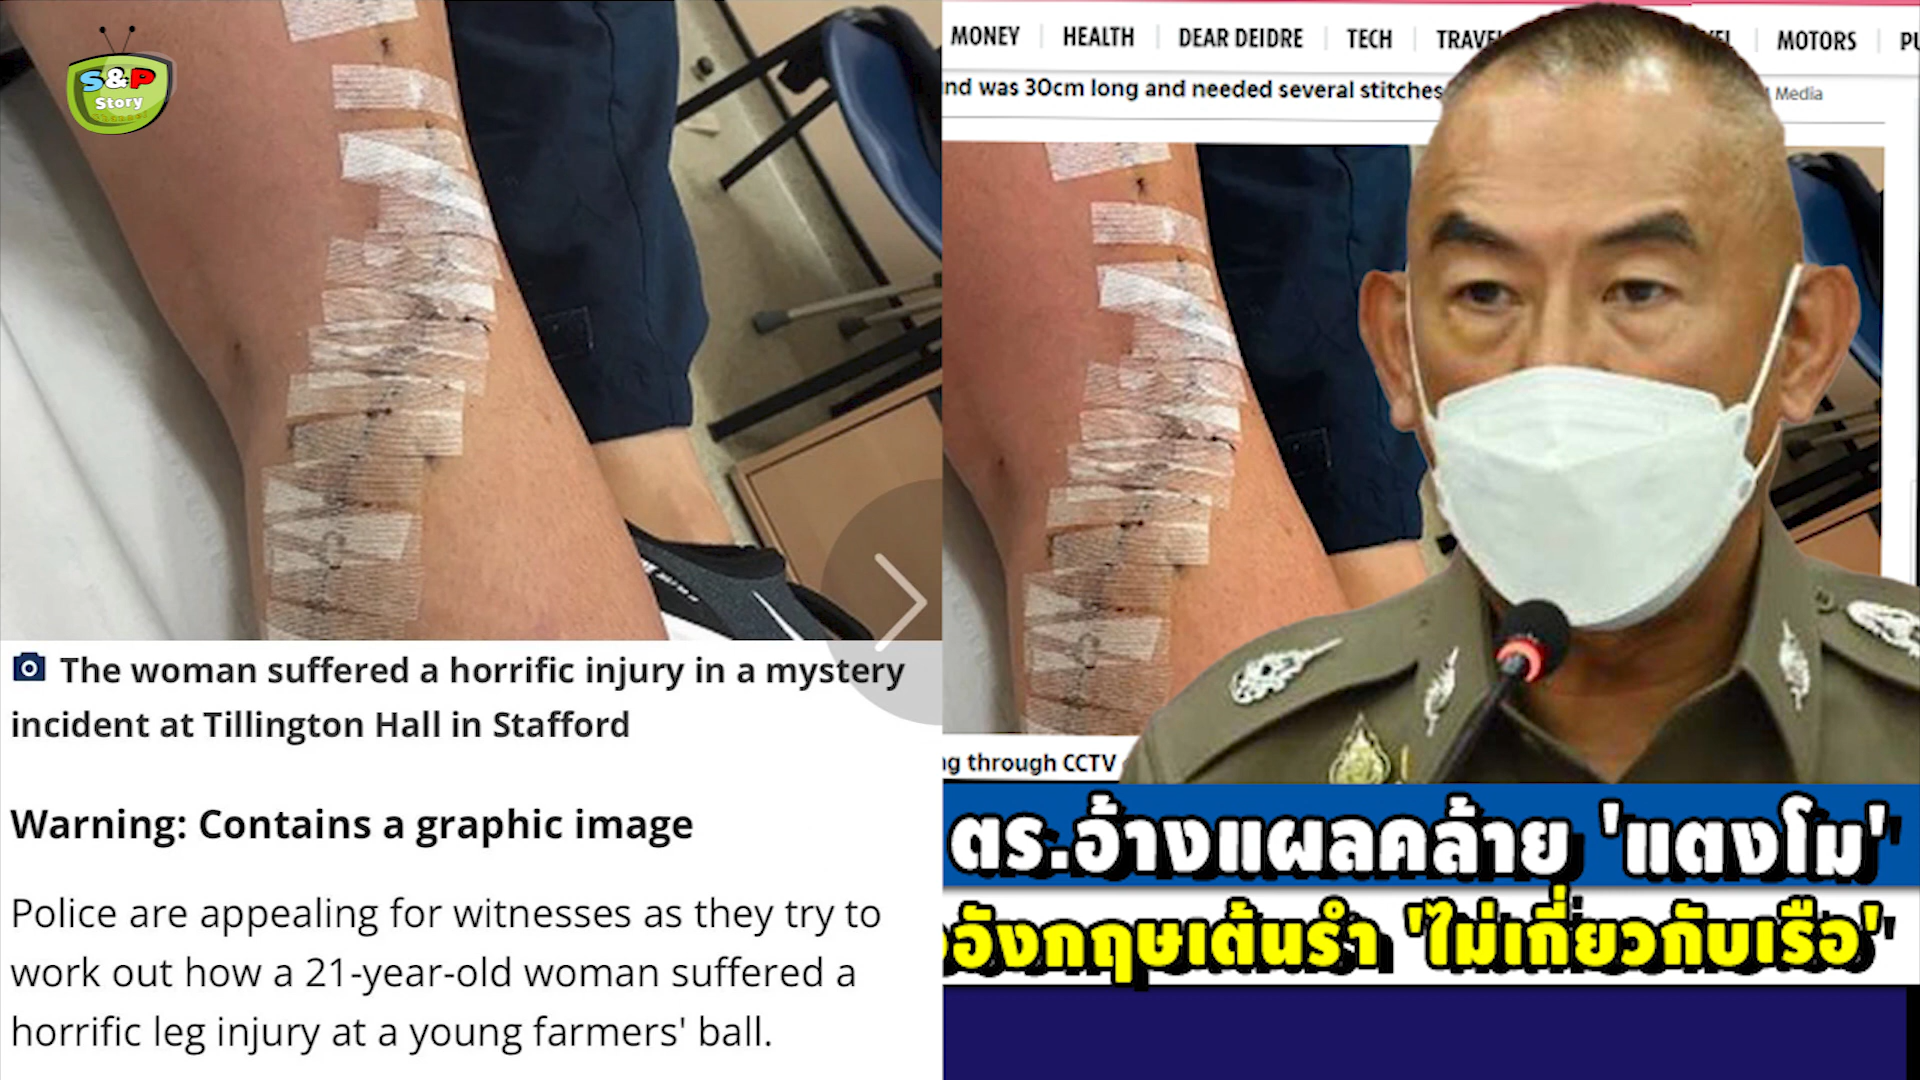 S&P
Story
The woman suffered a horrific injury in a mystery
incident at Tillington Hall in Stafford
Warning: Contains a graphic image
Police are appealing for witnesses as they try to
work out how a 21-year-old woman suffered a
horrific leg injury at a young farmers' ball.
MONEY HEALTH DEAR DEIDRE TECH MOTORS
was 30cm long and needed several stitches
Media
through CCTV
ตร.อ้างแผลคล้าย 'แตงโม'
อังกฤษเต้นรำ 'ไม่เกี่ยวกับเรือ'